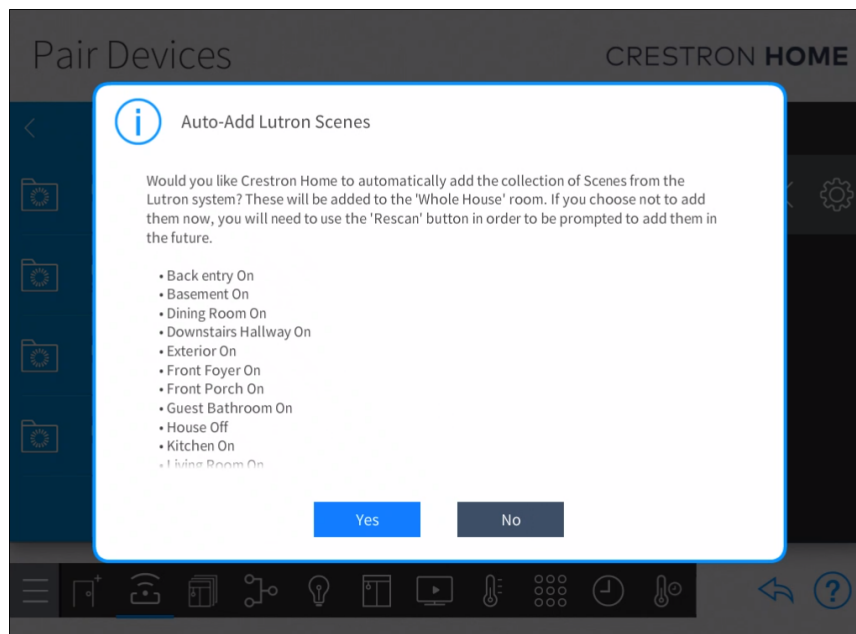 Pair Devices
CRESTRON HOME
Auto-Add Lutron Scenes
Would you like Crestron Home to automatically add the collection of Scenes from the
Lutron system? These will be added to the 'Whole House' room. If you choose not to add
them now, you will need to use the 'Rescan' button in order to be prompted to add them in
the future.
• Back entry On
• Basement On
• Dining Room On
• Downstairs Hallway On
• Exterior On
• Front Foyer On
• Front Porch On
• Guest Bathroom On
• House Off
• Kitchen On
• Living Room On
Yes
No